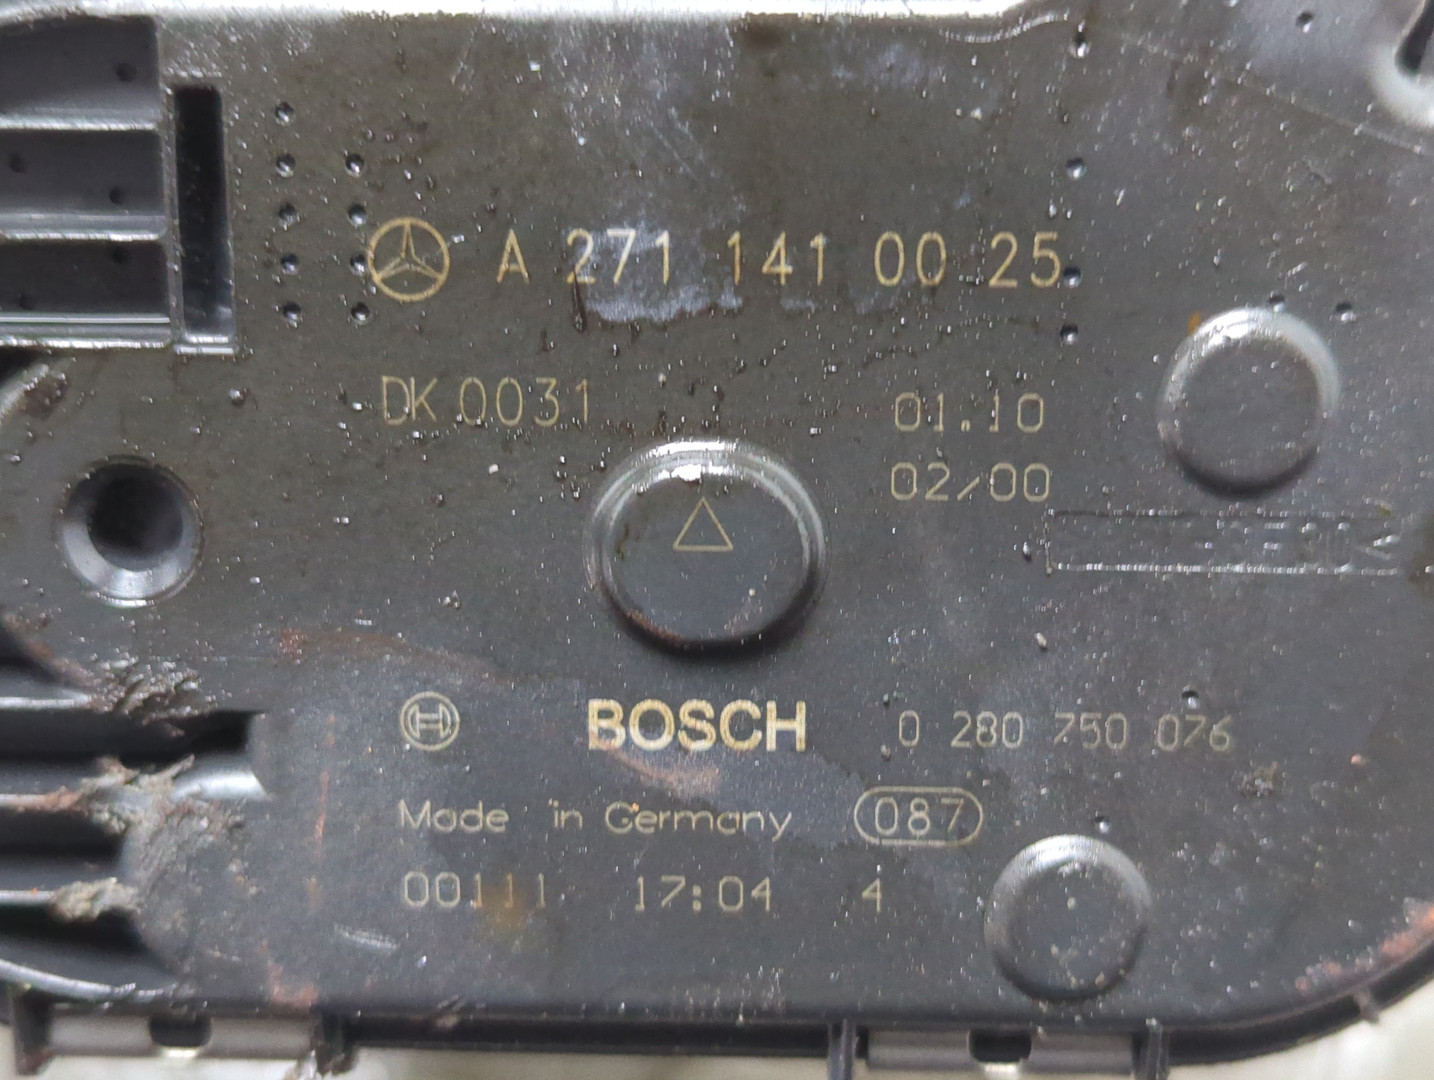 A 271 141 00 25
DK 0031 01.10
02/00
BOSCH 0 280 750 076
Made in Germany 087
00111 17:04 4